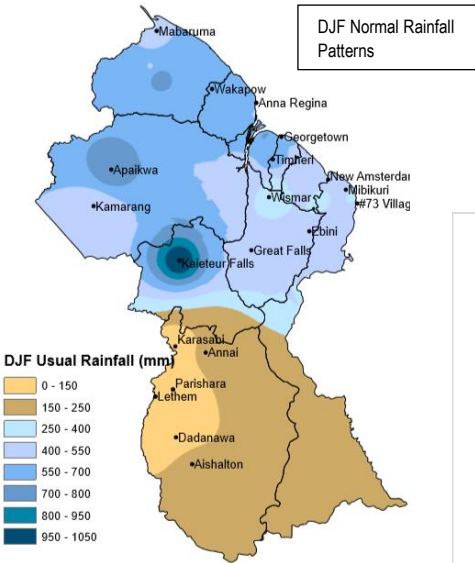 DJF Normal Rainfall
Patterns
Mabaruma
Wakapow
Anna Regina
Georgetown
Timheri
Apaikwa
New Amsterdam
Mibikuri
Kamarang
Wismar
#73 Villag
Ebini
Great Falls
Kaieteur Falls
Karasabi
Annai
DJF Usual Rainfall (mm)
0 - 150
150 - 250
250 - 400
400 - 550
550 - 700
700 - 800
800 - 950
950 - 1050
Parishara
Lethem
Dadanawa
Aishalton